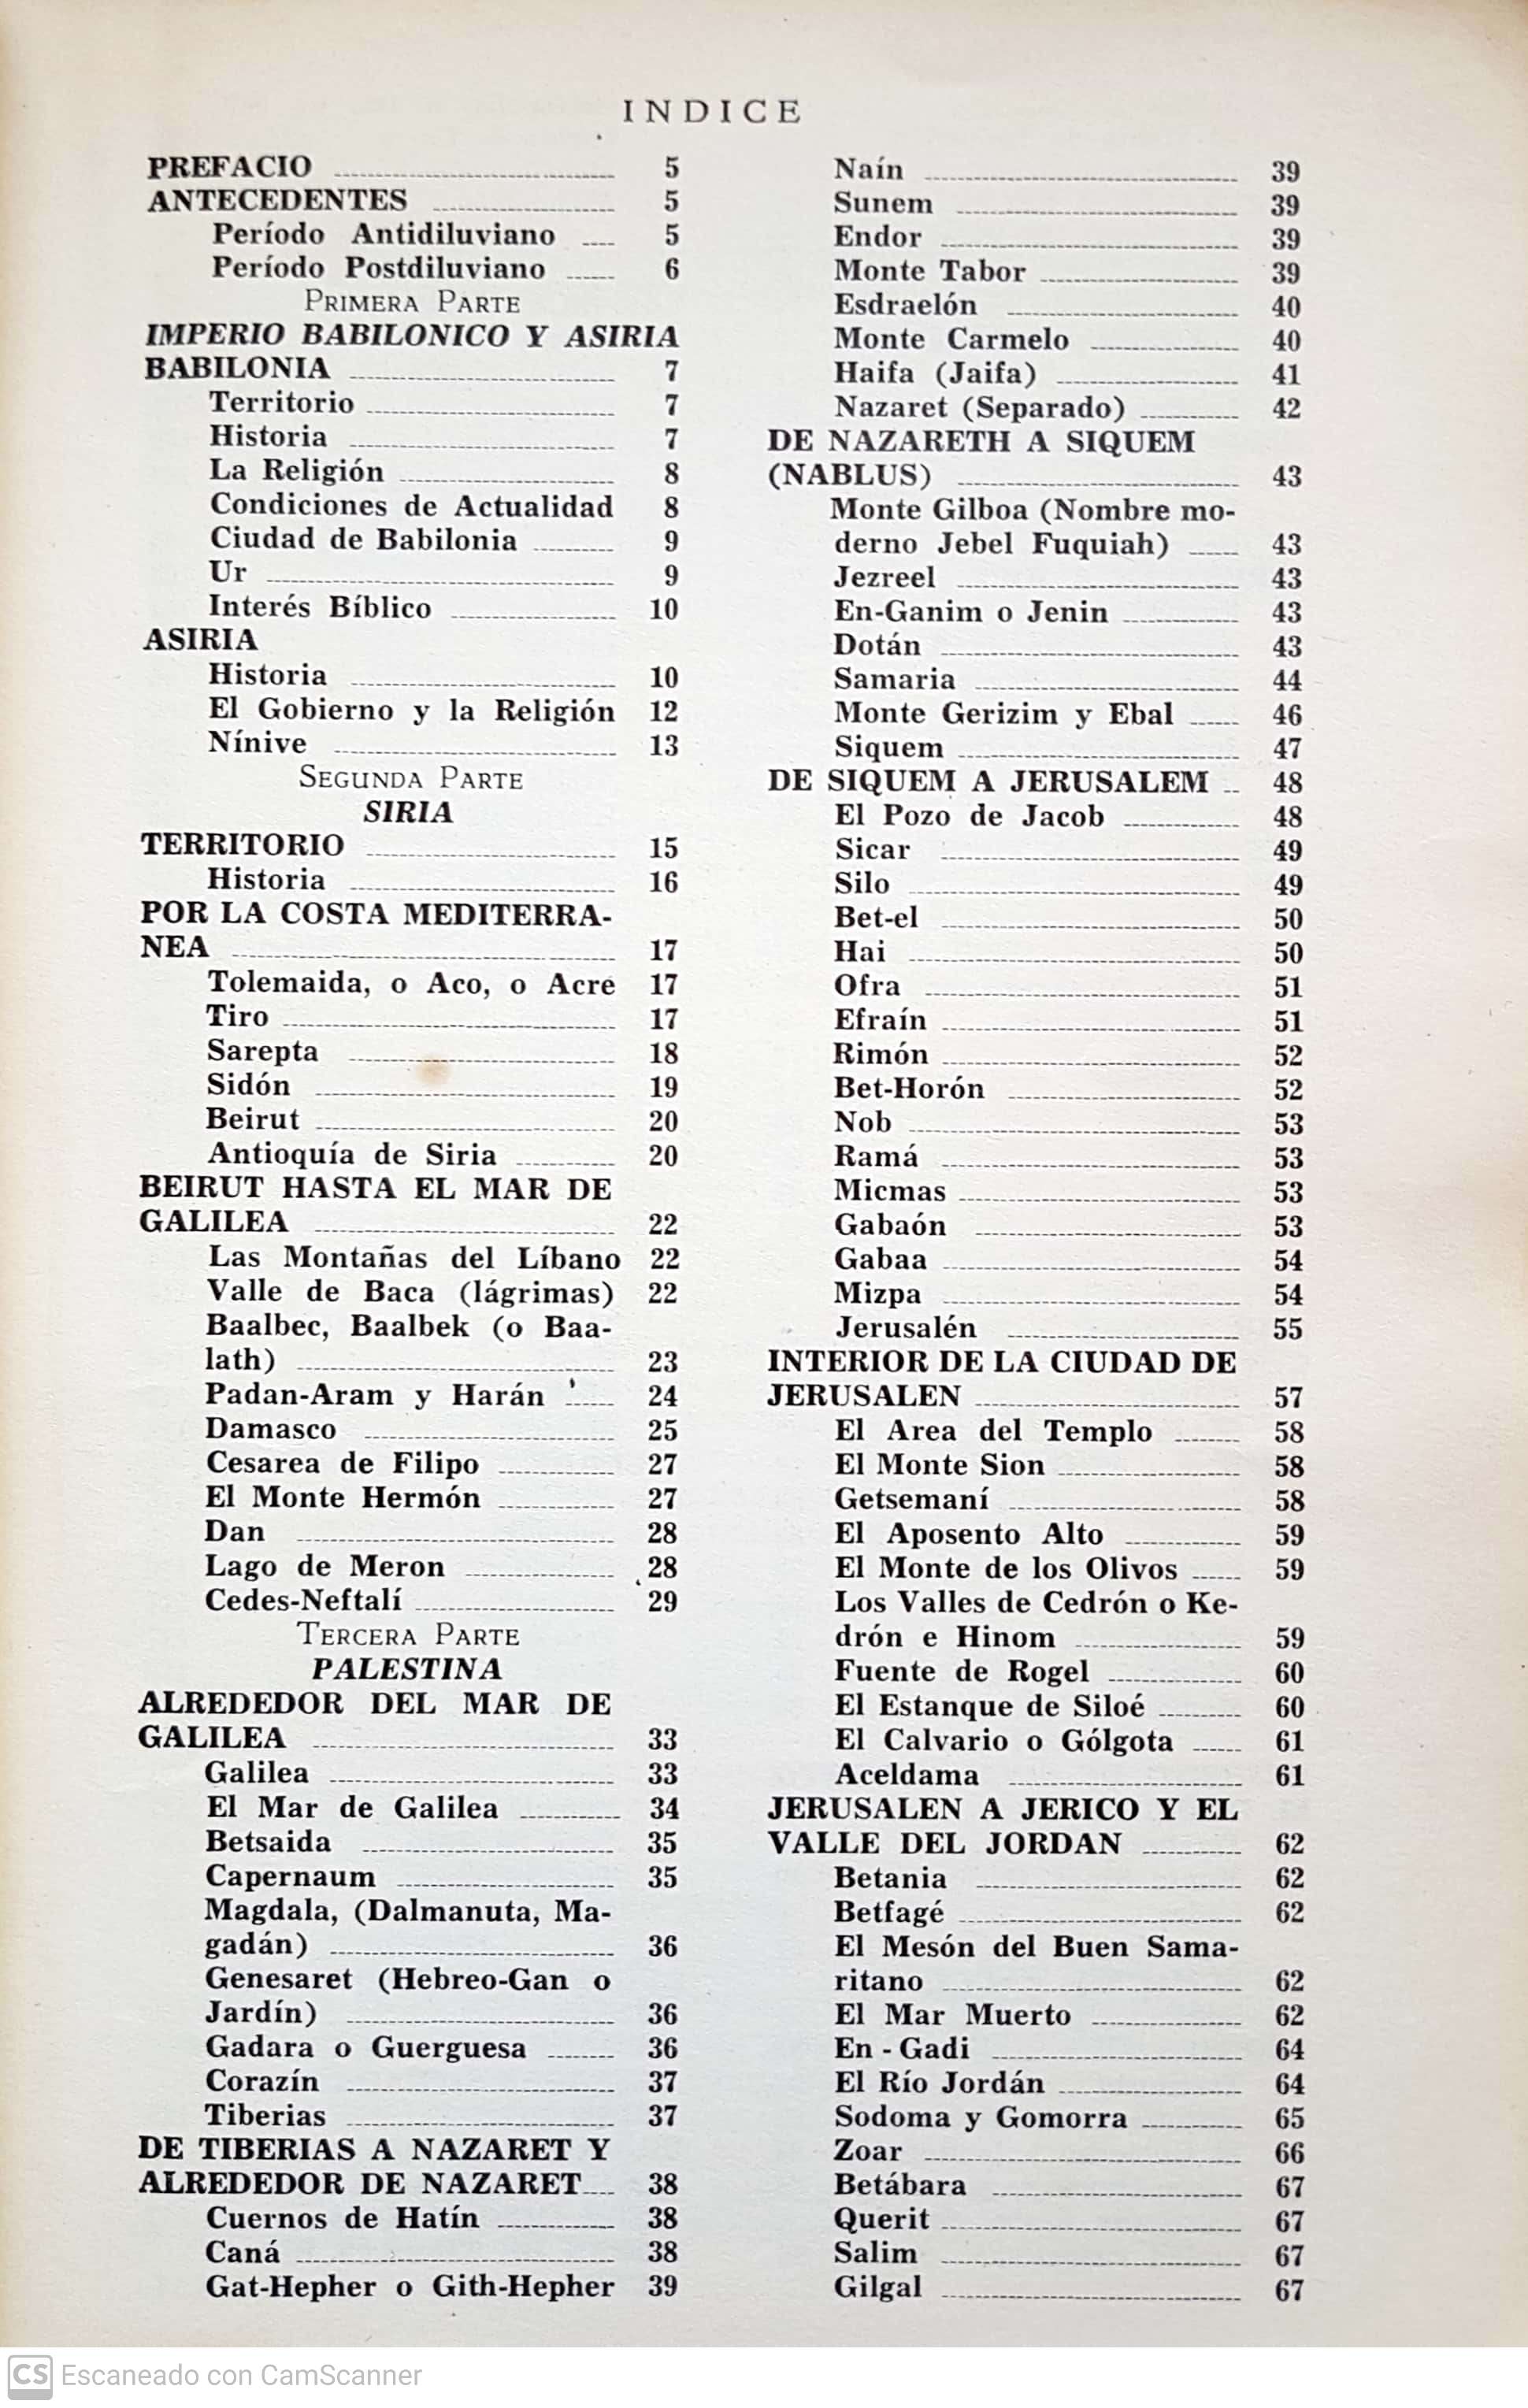 INDICE
PREFACIO 5
ANTECEDENTES 5
Período Antidiluviano 5
Período Postdiluviano 6
PRIMERA PARTE
IMPERIO BABILONICO Y ASIRIA
BABILONIA 7
Territorio 7
Historia 7
La Religión 8
Condiciones de Actualidad 8
Ciudad de Babilonia 9
Ur 9
Interés Bíblico 10
ASIRIA
Historia 10
El Gobierno y la Religión 12
Nínive 13
SEGUNDA PARTE
SIRIA
TERRITORIO 15
Historia 16
POR LA COSTA MEDITERRA-
NEA 17
Tolemaida, o Aco, o Acre 17
Tiro 17
Sarepta 18
Sidón 19
Beirut 20
Antioquía de Siria 20
BEIRUT HASTA EL MAR DE
GALILEA 22
Las Montañas del Líbano 22
Valle de Baca (lágrimas) 22
Baalbec, Baalbek (o Baa-
lath) 23
Padan-Aram y Harán 24
Damasco 25
Cesarea de Filipo 27
El Monte Hermón 27
Dan 28
Lago de Meron 28
Cedes-Neftalí 29
TERCERA PARTE
PALESTINA
ALREDEDOR DEL MAR DE
GALILEA 33
Galilea 33
El Mar de Galilea 34
Betsaida 35
Capernaum 35
Magdala, (Dalmanuta, Ma-
gadán) 36
Genesaret (Hebreo-Gan o
Jardín) 36
Gadara o Guerguesa 36
Corazín 37
Tiberias 37
DE TIBERIAS A NAZARET Y
ALREDEDOR DE NAZARET 38
Cuernos de Hatín 38
Caná 38
Gat-Hepher o Gith-Hepher 39
Naín 39
Sunem 39
Endor 39
Monte Tabor 39
Esdraelón 40
Monte Carmelo 40
Haifa (Jaifa) 41
Nazaret (Separado) 42
DE NAZARETH A SIQUEM
(NABLUS) 43
Monte Gilboa (Nombre mo-
derno Jebel Fuquiah) 43
Jezreel 43
En-Ganim o Jenin 43
Dotán 43
Samaria 44
Monte Gerizim y Ebal 46
Siquem 47
DE SIQUEM A JERUSALEM 48
El Pozo de Jacob 48
Sicar 49
Silo 49
Bet-el 50
Hai 50
Ofra 51
Efraín 51
Rimón 52
Bet-Horón 52
Nob 53
Ramá 53
Micmas 53
Gabaón 53
Gabaa 54
Mizpa 54
Jerusalén 55
INTERIOR DE LA CIUDAD DE
JERUSALEN 57
El Area del Templo 58
El Monte Sion 58
Getsemaní 58
El Aposento Alto 59
El Monte de los Olivos 59
Los Valles de Cedrón o Ke-
drón e Hinom 59
Fuente de Rogel 60
El Estanque de Siloé 60
El Calvario o Gólgota 61
Aceldama 61
JERUSALEN A JERICO Y EL
VALLE DEL JORDAN 62
Betania 62
Betfagé 62
El Mesón del Buen Sama-
ritano 62
El Mar Muerto 62
En - Gadi 64
El Río Jordán 64
Sodoma y Gomorra 65
Zoar 66
Betábara 67
Querit 67
Salim 67
Gilgal 67
CS Escaneado con CamScanner